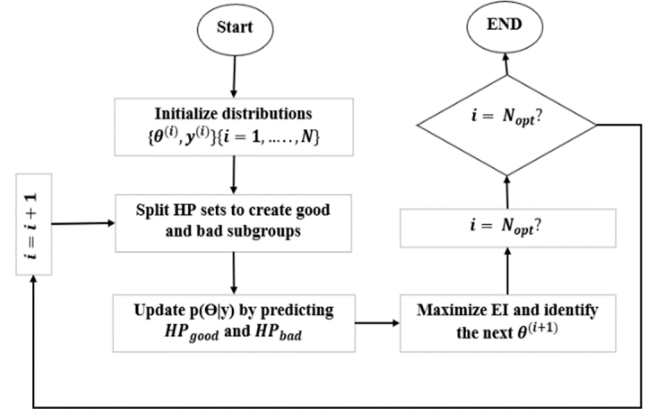 Start
Initialize distributions
{θ⁽ⁱ⁾, y⁽ⁱ⁾}{i = 1, ....., N}
Split HP sets to create good
and bad subgroups
i = i + 1
Update p(Θ|y) by predicting
HP_good and HP_bad
Maximize EI and identify
the next θ⁽ⁱ⁺¹⁾
i = N_opt?
i = N_opt?
END